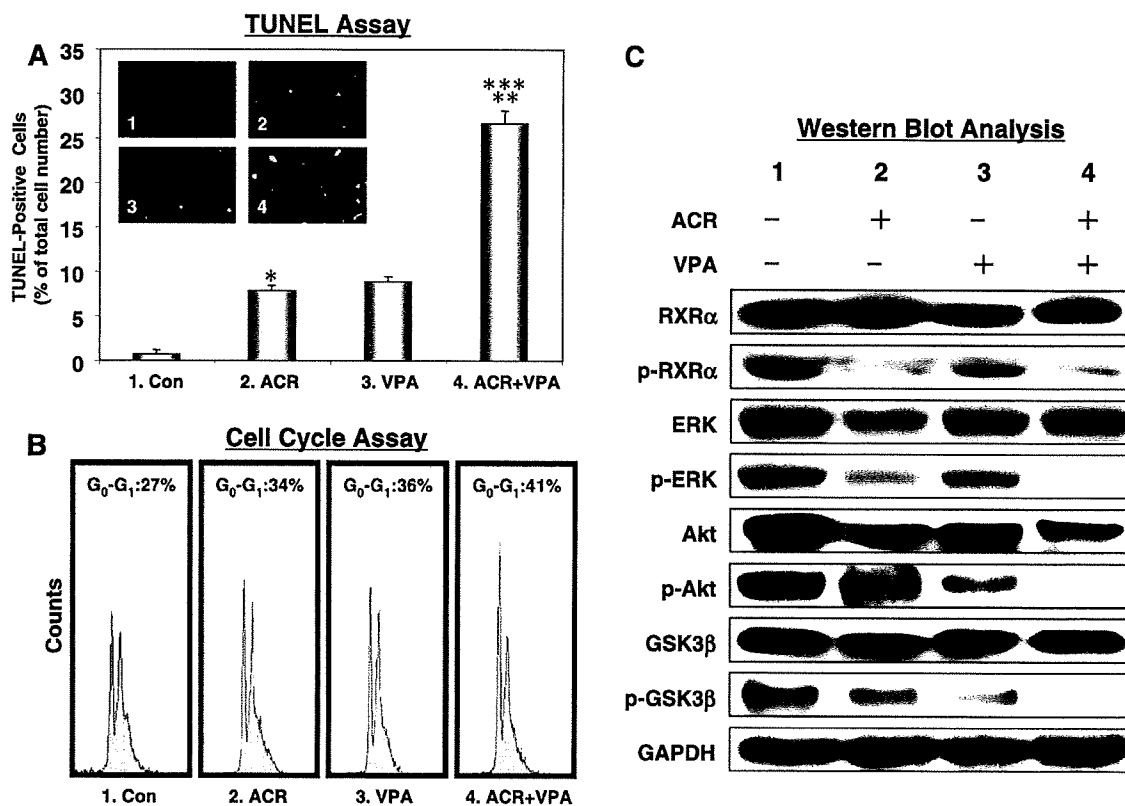 A
TUNEL Assay
TUNEL-Positive Cells
(% of total cell number)
35
30
25
20
15
10
5
0
1
2
3
4
*
***
**
1. Con
2. ACR
3. VPA
4. ACR+VPA
B
Cell Cycle Assay
Counts
G₀-G₁:27%
G₀-G₁:34%
G₀-G₁:36%
G₀-G₁:41%
1. Con
2. ACR
3. VPA
4. ACR+VPA
C
Western Blot Analysis
1 2 3 4
ACR − + − +
VPA − − + +
RXRα
p-RXRα
ERK
p-ERK
Akt
p-Akt
GSK3β
p-GSK3β
GAPDH